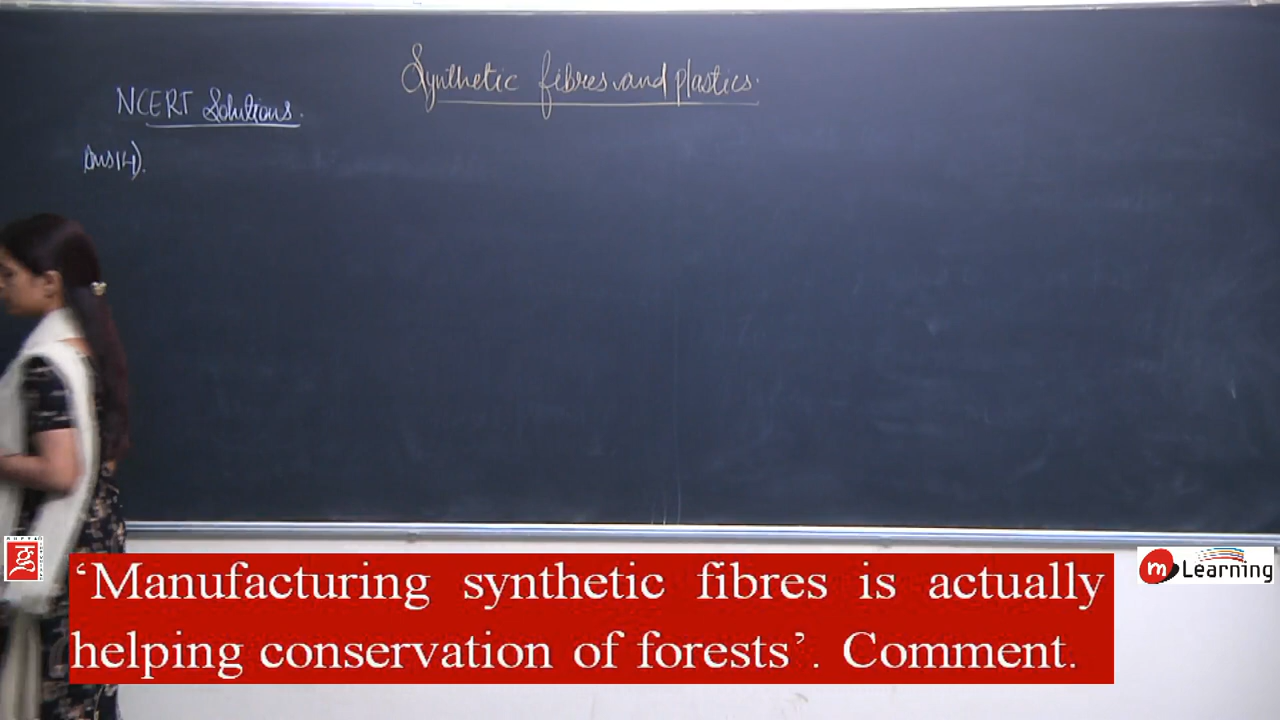 Synthetic fibres and plastics.
NCERT Solutions.
Ans14).
‘Manufacturing synthetic fibres is actually
helping conservation of forests’. Comment.
m Learning